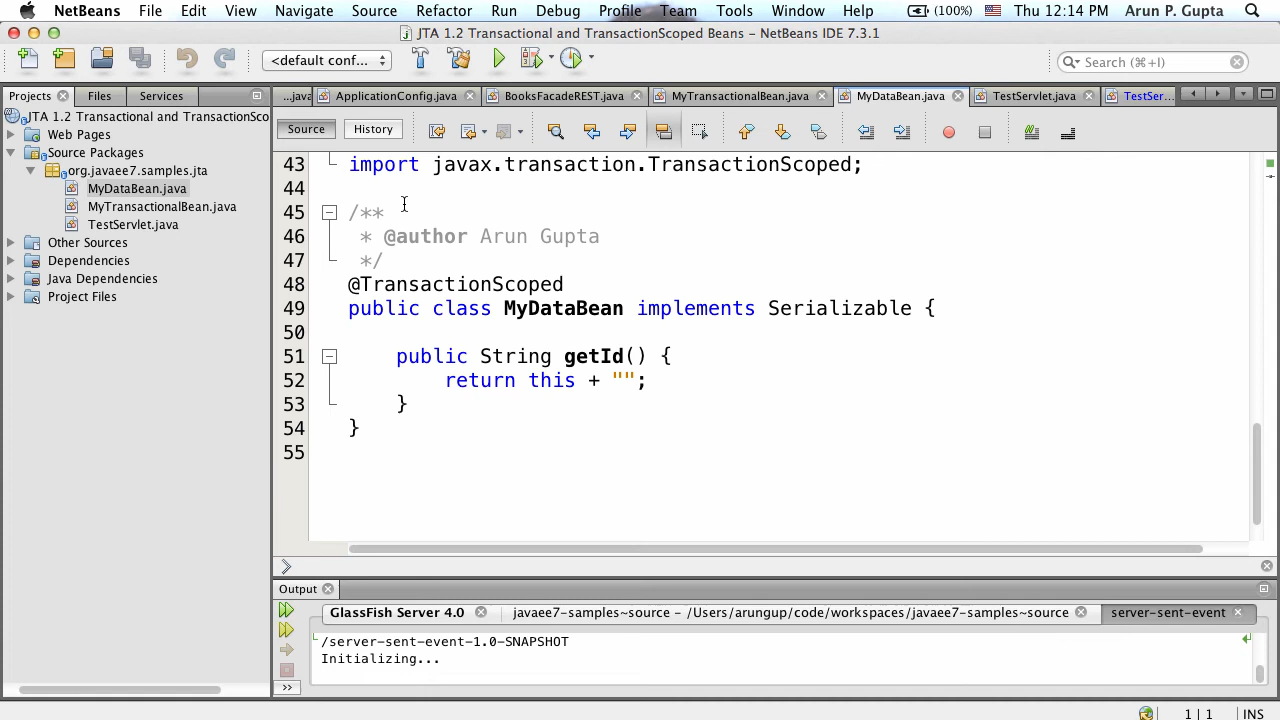 NetBeans File Edit View Navigate Source Refactor Run Debug Profile Team Tools Window Help (100%) Thu 12:14 PM Arun P. Gupta
JTA 1.2 Transactional and TransactionScoped Beans – NetBeans IDE 7.3.1
<default conf... Search (⌘+I)
Projects Files Services
...java ApplicationConfig.java BooksFacadeREST.java MyTransactionalBean.java MyDataBean.java TestServlet.java TestSer...
JTA 1.2 Transactional and TransactionSco
Web Pages
Source Packages
org.javaee7.samples.jta
MyDataBean.java
MyTransactionalBean.java
TestServlet.java
Other Sources
Dependencies
Java Dependencies
Project Files
Source History
43 import javax.transaction.TransactionScoped;
44
45 /**
46 * @author Arun Gupta
47 */
48 @TransactionScoped
49 public class MyDataBean implements Serializable {
50
51 public String getId() {
52 return this + "";
53 }
54 }
55
Output
GlassFish Server 4.0 javaee7-samples~source – /Users/arungup/code/workspaces/javaee7-samples~source server-sent-event
/server-sent-event-1.0-SNAPSHOT
Initializing...
1 | 1 INS